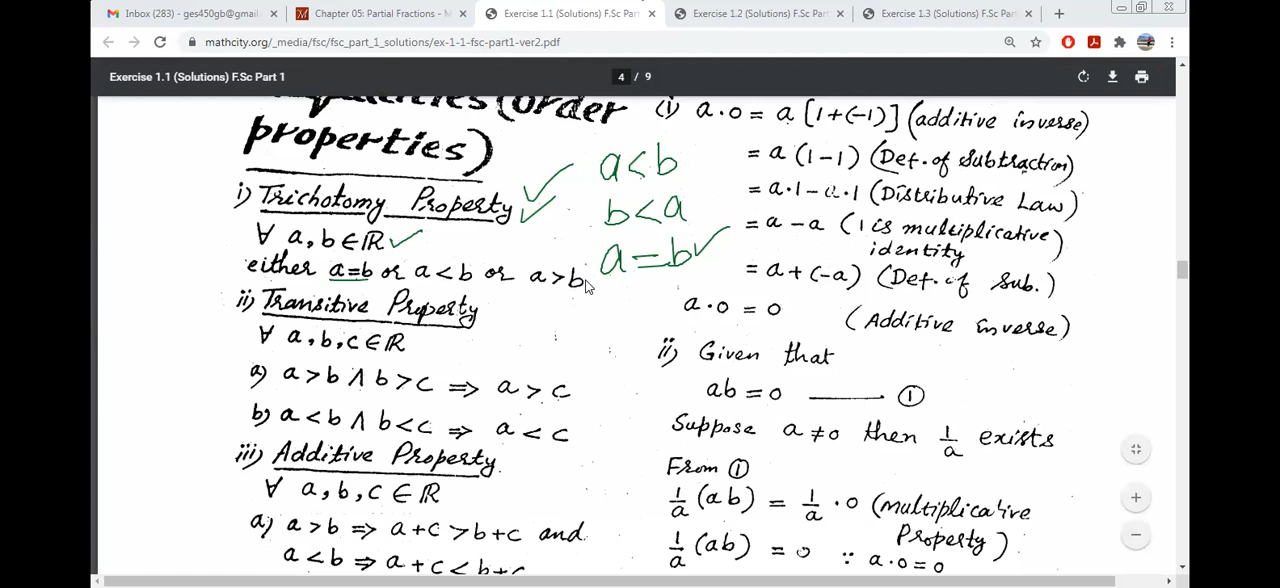 Inbox (283) - ges450gb@gmail.
Chapter 05: Partial Fractions - M
Exercise 1.1 (Solutions) F.Sc Part
Exercise 1.2 (Solutions) F.Sc Part
Exercise 1.3 (Solutions) F.Sc Part
mathcity.org/_media/fsc/fsc_part_1_solutions/ex-1-1-fsc-part1-ver2.pdf
Exercise 1.1 (Solutions) F.Sc Part 1
4 / 9
(Order
properties)
i) Trichotomy Property
∀ a, b ∈ ℝ
either a=b or a<b or a>b
ii) Transitive Property
∀ a, b, c ∈ ℝ
a) a>b ∧ b>c ⇒ a>c
b) a<b ∧ b<c ⇒ a<c
iii) Additive Property
∀ a, b, c ∈ ℝ
a) a>b ⇒ a+c>b+c and
a<b ⇒ a+c<b+c
a<b
b<a
a=b
(i) a·0 = a [1+(-1)] (additive inverse)
= a (1-1) (Def. of Subtraction)
= a·1-a·1 (Distributive Law)
= a-a (1 is multiplicative
identity)
= a+(-a) (Def. of Sub.)
a·0 = 0 (Additive inverse)
ii) Given that
ab = 0 ——— ①
Suppose a≠0 then 1/a exists
From ①
1/a (ab) = 1/a · 0 (multiplicative
Property)
1/a (ab) = 0 ∵ a·0=0